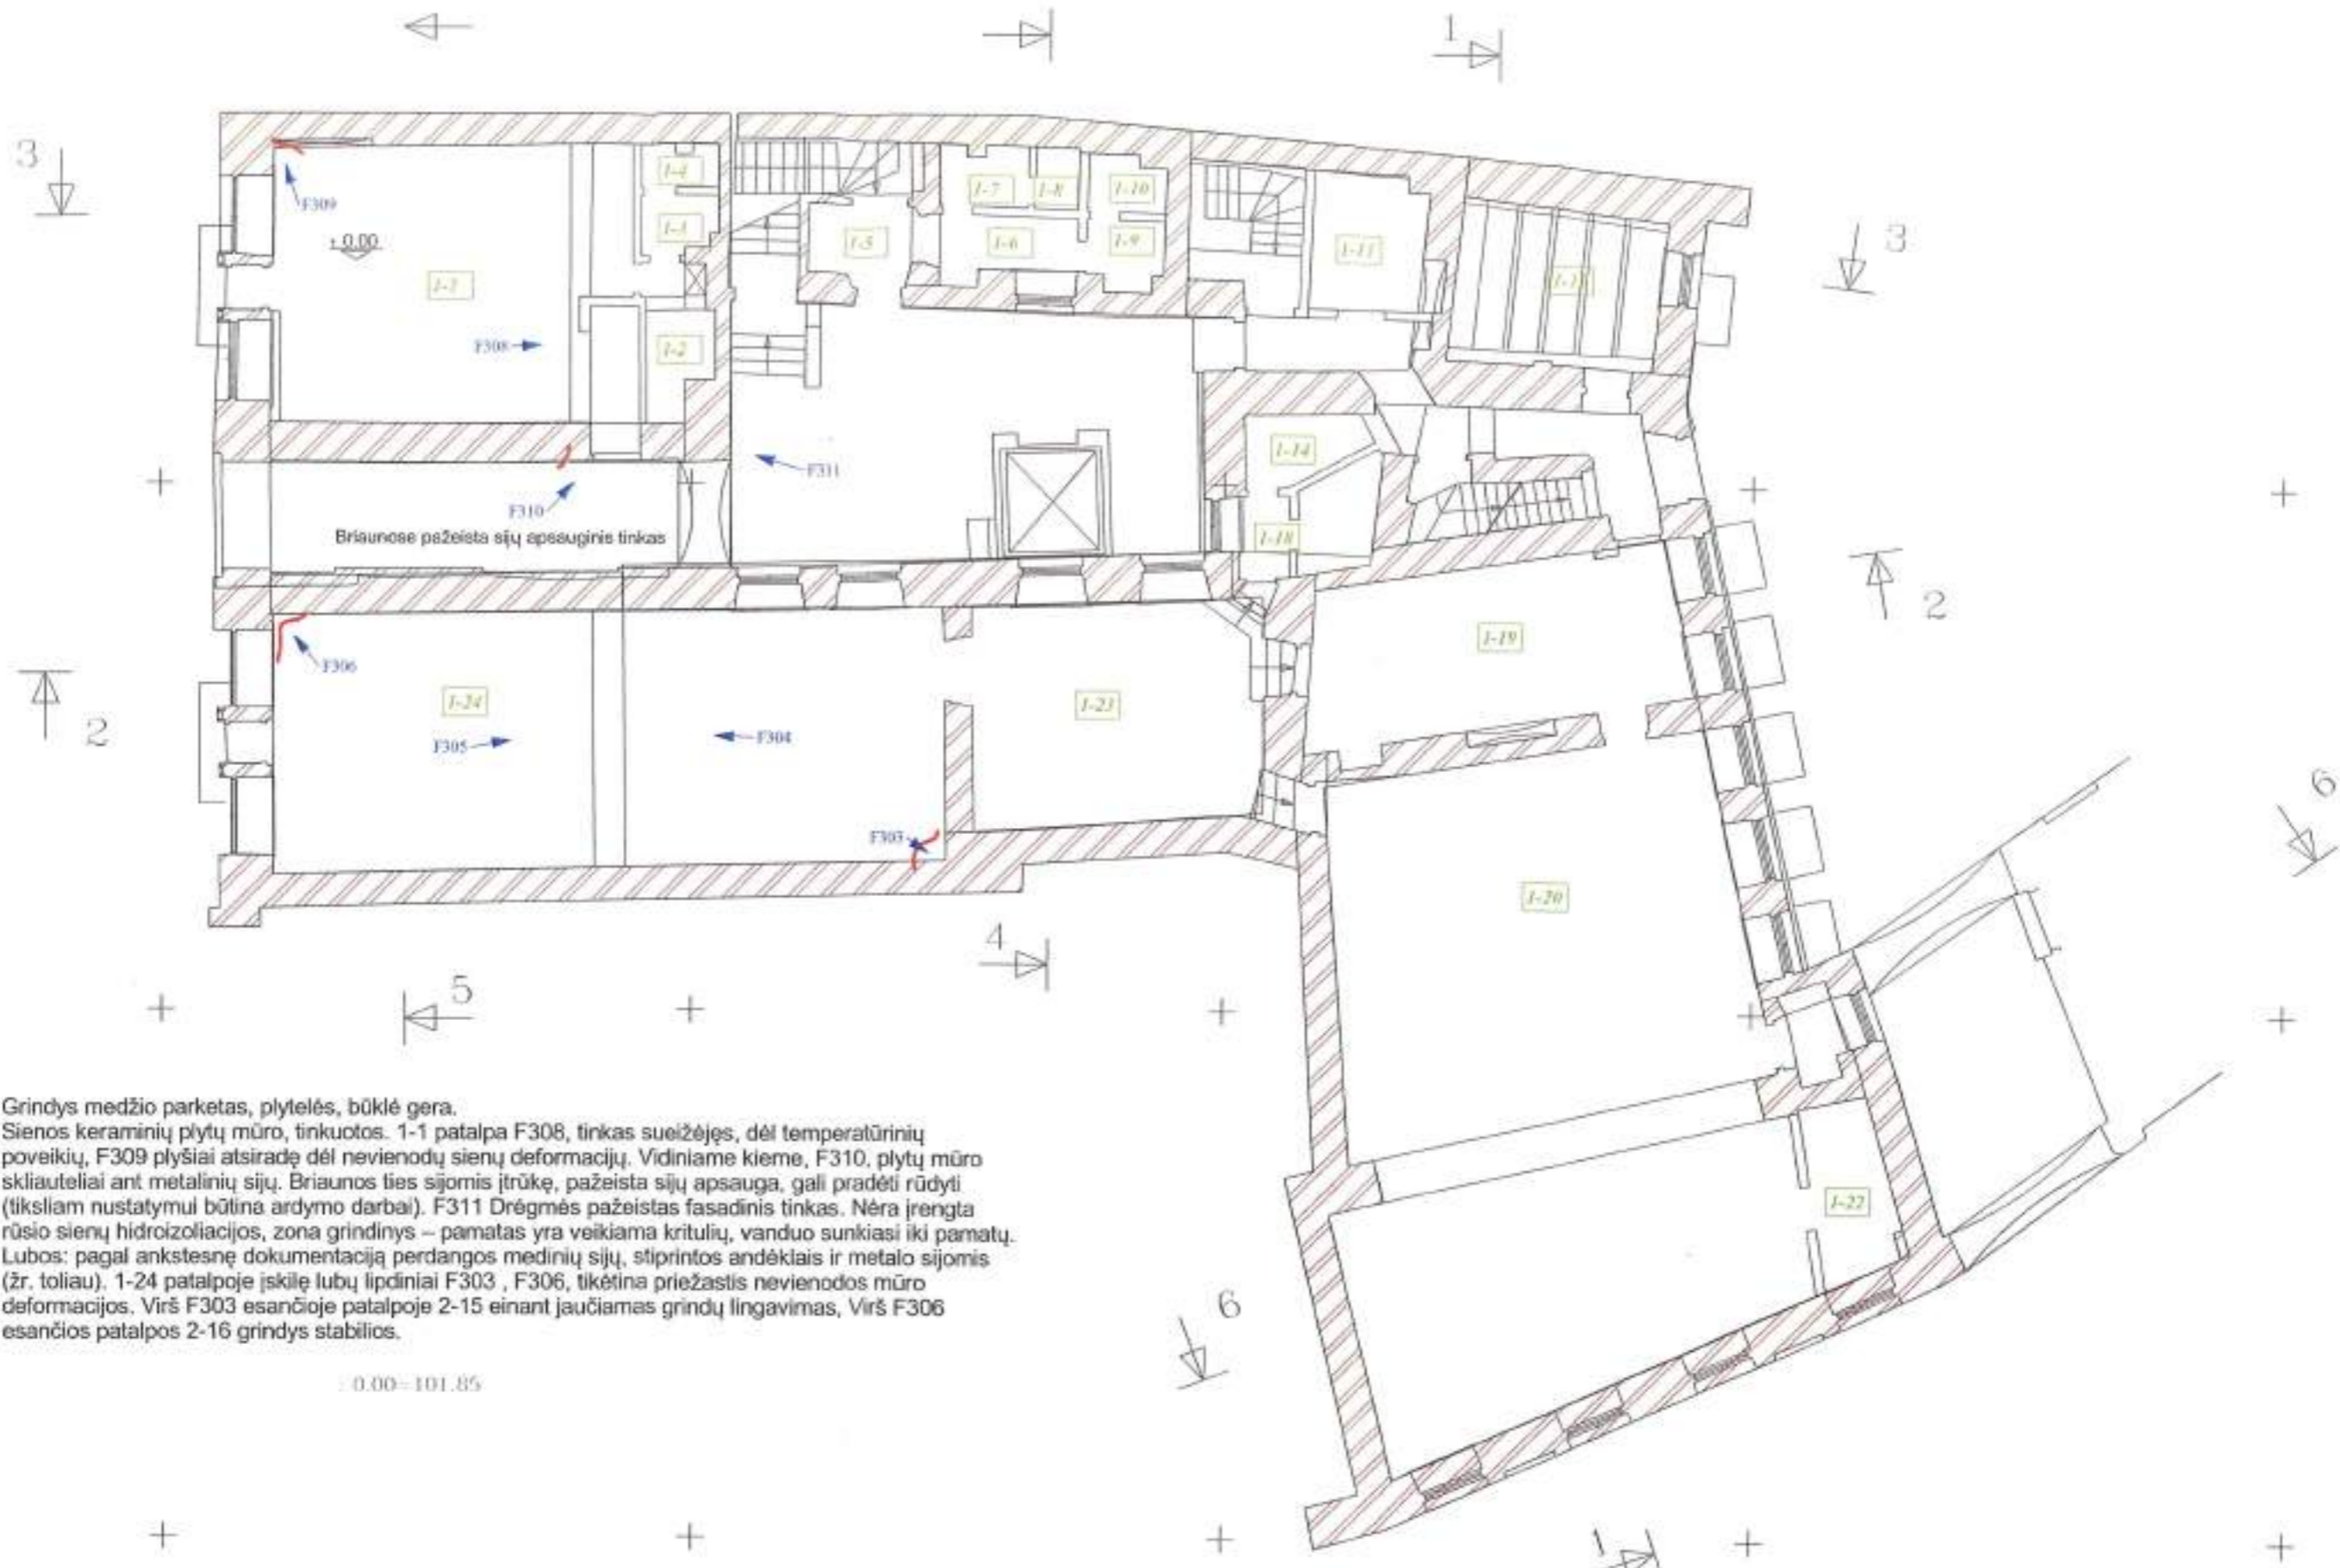 1
3
1-4
1-7
1-8
1-10
F309
1-3
1-5
1-6
1-9
1-11
3
± 0.00
F308
1-2
1-14
F311
F310
Briaunose pažeista sijų apsauginis tinkas
1-18
2
1-19
F306
1-24
1-23
2
F305
F304
6
F303
1-20
4
5
Grindys medžio parketas, plytelės, būklė gera.
Sienos keraminių plytų mūro, tinkuotos. 1-1 patalpa F308, tinkas sueižėjęs, dėl temperatūrinių
poveikių, F309 plyšiai atsiradę dėl nevienodų sienų deformacijų. Vidiniame kieme, F310, plytų mūro
skliauteliai ant metalinių sijų. Briaunos ties sijomis įtrūkę, pažeista sijų apsauga, gali pradėti rūdyti
(tiksliam nustatymui būtina ardymo darbai). F311 Drėgmės pažeistas fasadinis tinkas. Nėra įrengta
rūsio sienų hidroizoliacijos, zona grindinys – pamatas yra veikiama kritulių, vanduo sunkiasi iki pamatų.
Lubos: pagal ankstesnę dokumentaciją perdangos medinių sijų, stiprintos andėklais ir metalo sijomis
(žr. toliau). 1-24 patalpoje įskilę lubų lipdiniai F303 , F306, tikėtina priežastis nevienodos mūro
deformacijos. Virš F303 esančioje patalpoje 2-15 einant jaučiamas grindų lingavimas, Virš F306
esančios patalpos 2-16 grindys stabilios.
1-22
6
0.00=101.85
1